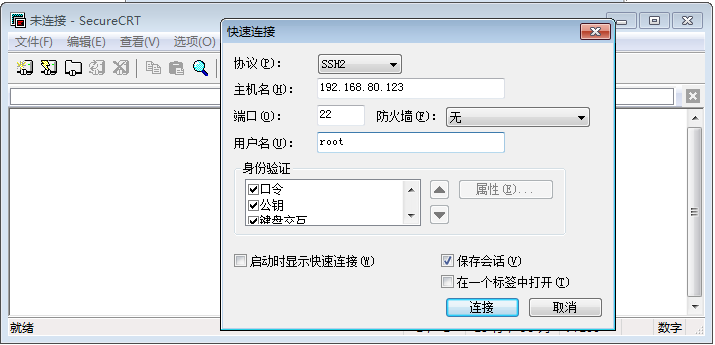 未连接 - SecureCRT
文件(F) 编辑(E) 查看(V) 选项(O)
快速连接
协议(P): SSH2
主机名(H): 192.168.80.123
端口(O): 22 防火墙(F): 无
用户名(U): root
身份验证
口令
公钥
键盘交互
属性(E)...
启动时显示快速连接(W) 保存会话(V)
在一个标签中打开(T)
连接 取消
就绪 数字